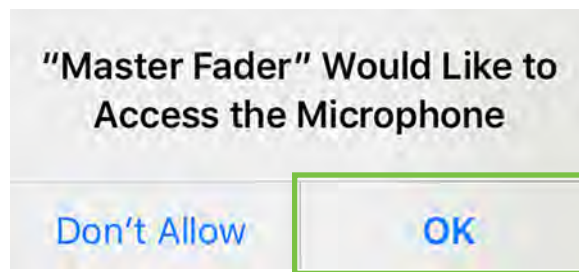 "Master Fader" Would Like to
Access the Microphone
Don't Allow
OK